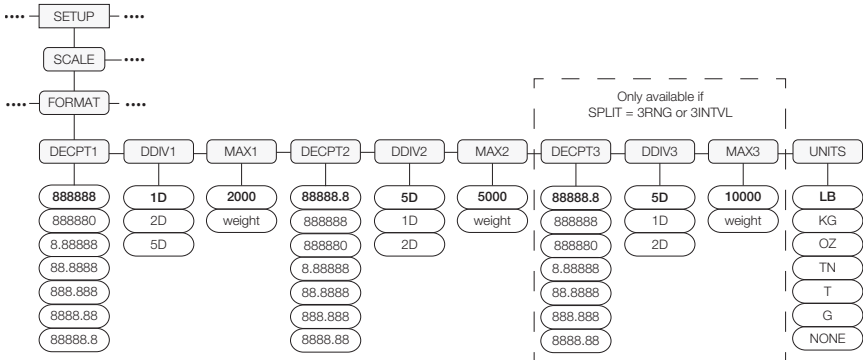 •••• SETUP ••••
SCALE ••••
•••• FORMAT ••••
Only available if
SPLIT = 3RNG or 3INTVL
DECPT1 DDIV1 MAX1 DECPT2 DDIV2 MAX2 DECPT3 DDIV3 MAX3 UNITS
888888 1D 2000 88888.8 5D 5000 88888.8 5D 10000 LB
888880 2D weight 888888 1D weight 888888 1D weight KG
8.88888 5D 888880 2D 888880 2D OZ
88.8888 8.88888 8.88888 TN
888.888 88.8888 88.8888 T
8888.88 888.888 888.888 G
88888.8 8888.88 8888.88 NONE